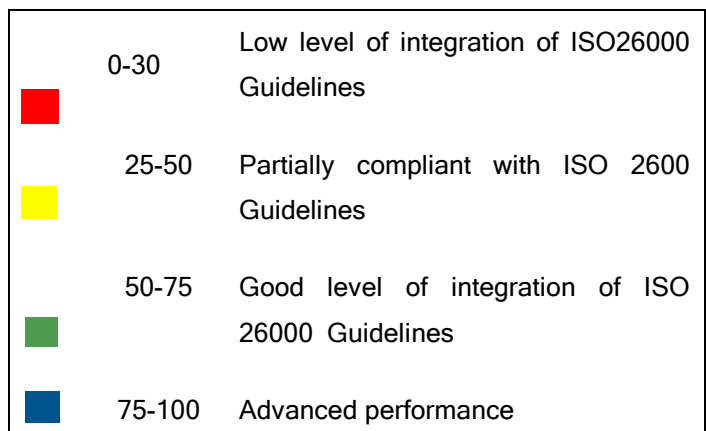 0-30 Low level of integration of ISO26000
Guidelines
25-50 Partially compliant with ISO 2600
Guidelines
50-75 Good level of integration of ISO
26000 Guidelines
75-100 Advanced performance